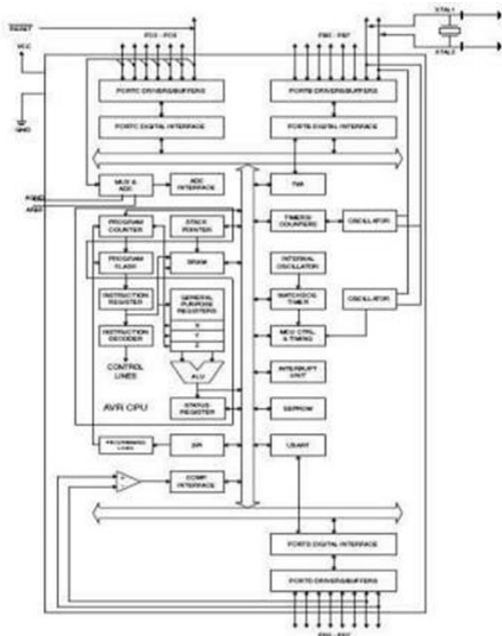 RESET
PC0 - PC6
PB0 - PB7
XTAL1
XTAL2
VCC
GND
PORTC DRIVERS/BUFFERS
PORTB DRIVERS/BUFFERS
PORTC DIGITAL INTERFACE
PORTB DIGITAL INTERFACE
MUX &
ADC
ADC
INTERFACE
TWI
AGND
AREF
PROGRAM
COUNTER
STACK
POINTER
TIMERS/
COUNTERS
OSCILLATOR
PROGRAM
FLASH
SRAM
INTERNAL
OSCILLATOR
INSTRUCTION
REGISTER
GENERAL
PURPOSE
REGISTERS
WATCHDOG
TIMER
OSCILLATOR
X
Y
Z
INSTRUCTION
DECODER
MCU CTRL.
& TIMING
CONTROL
LINES
ALU
INTERRUPT
UNIT
AVR CPU
STATUS
REGISTER
EEPROM
PROGRAMMING
LOGIC
SPI
USART
+
-
COMP.
INTERFACE
PORTD DIGITAL INTERFACE
PORTD DRIVERS/BUFFERS
PD0 - PD7